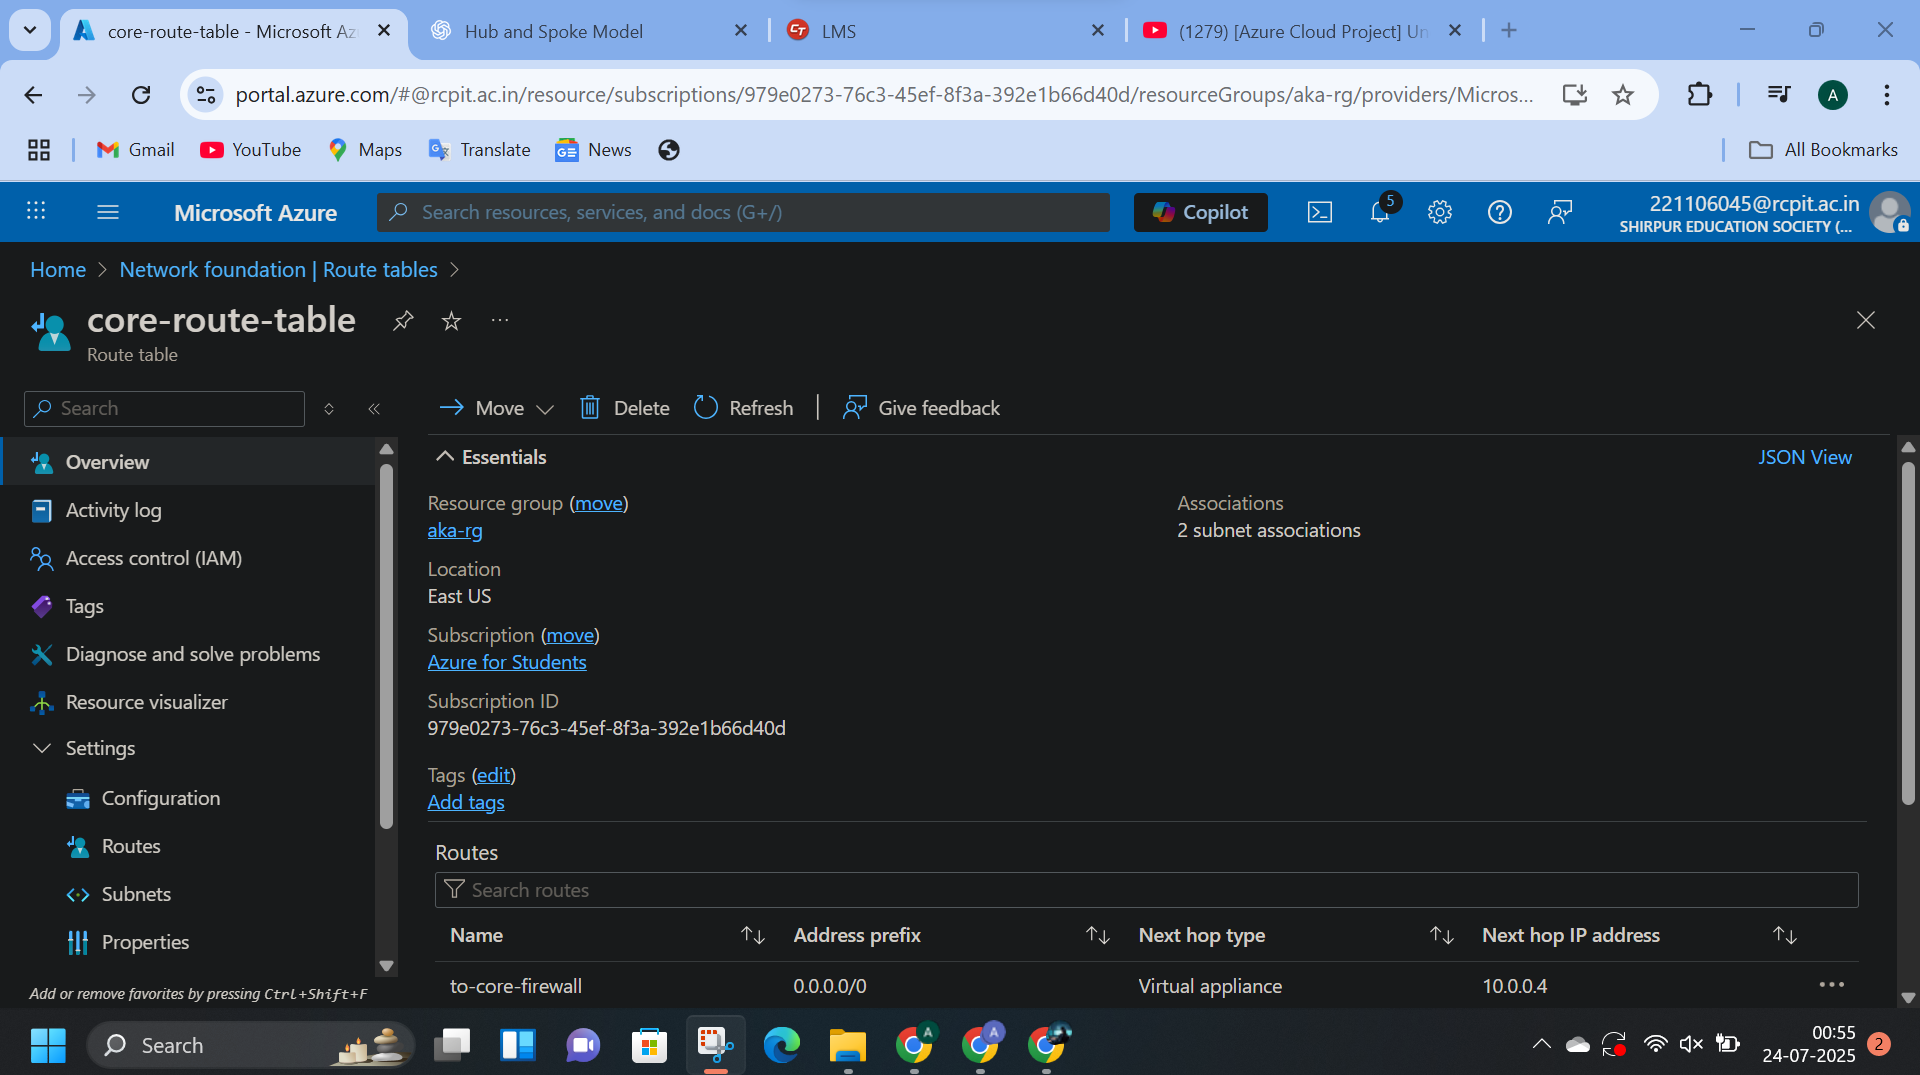 core-route-table - Microsoft Az
Hub and Spoke Model
LMS
(1279) [Azure Cloud Project] Un
portal.azure.com/#@rcpit.ac.in/resource/subscriptions/979e0273-76c3-45ef-8f3a-392e1b66d40d/resourceGroups/aka-rg/providers/Micros...
A
Gmail
YouTube
Maps
Translate
News
All Bookmarks
Microsoft Azure
Search resources, services, and docs (G+/)
Copilot
5
221106045@rcpit.ac.in
SHIRPUR EDUCATION SOCIETY (...
Home > Network foundation | Route tables >
core-route-table
Route table
Search
Move
Delete
Refresh
Give feedback
Overview
Activity log
Access control (IAM)
Tags
Diagnose and solve problems
Resource visualizer
Settings
Configuration
Routes
Subnets
Properties
Add or remove favorites by pressing Ctrl+Shift+F
Essentials
JSON View
Resource group (move)
aka-rg
Location
East US
Subscription (move)
Azure for Students
Subscription ID
979e0273-76c3-45ef-8f3a-392e1b66d40d
Tags (edit)
Add tags
Associations
2 subnet associations
Routes
Search routes
Name Address prefix Next hop type Next hop IP address
to-core-firewall 0.0.0.0/0 Virtual appliance 10.0.0.4
Search
A
A
00:55
24-07-2025
2